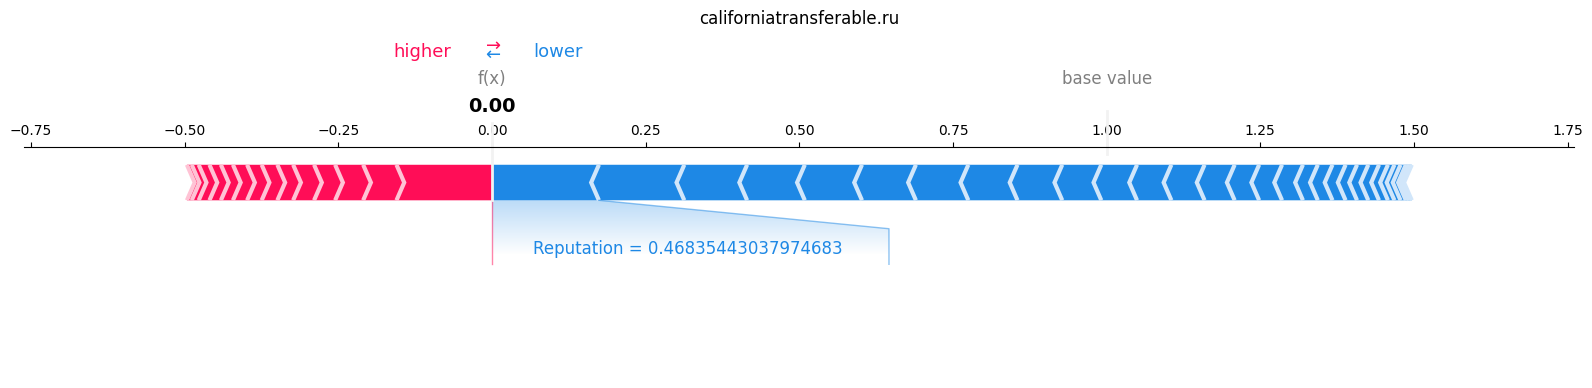 californiatransferable.ru
higher ⇄ lower
f(x) base value
0.00
−0.75 −0.50 −0.25 0.00 0.25 0.50 0.75 1.00 1.25 1.50 1.75
Reputation = 0.46835443037974683